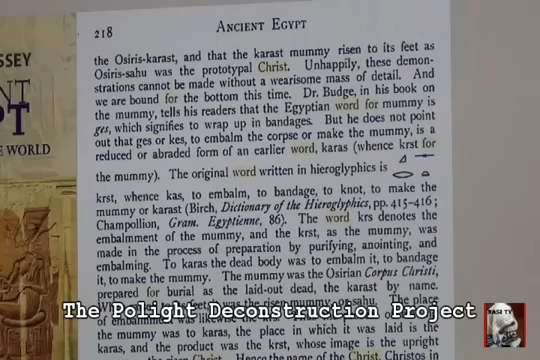 SSEY
NT
PT
E WORLD
218 ANCIENT EGYPT
the Osiris-karast, and that the karast mummy risen to its feet as
Osiris-sahu was the prototypal Christ. Unhappily, these demon-
strations cannot be made without a wearisome mass of detail. And
we are bound for the bottom this time. Dr. Budge, in his book on
the mummy, tells his readers that the Egyptian word for mummy is
ges, which signifies to wrap up in bandages. But he does not point
out that ges or kes, to embalm the corpse or make the mummy, is a
reduced or abraded form of an earlier word, karas (whence krst for
the mummy). The original word written in hieroglyphics is
krst, whence kas, to embalm, to bandage, to knot, to make the
mummy or karast (Birch, Dictionary of the Hieroglyphics, pp. 415-416;
Champollion, Gram. Egyptienne, 86). The word krs denotes the
embalmment of the mummy, and the krst, as the mummy, was
made in the process of preparation by purifying, anointing, and
embalming. To karas the dead body was to embalm it, to bandage
it, to make the mummy. The mummy was the Osirian Corpus Christi,
prepared for burial as the laid-out dead, the karast by name.
was the risen mummy, or sahu. The place
The Polight Deconstruction Project
RASI TV
the mummy was to karas, the place in which it was laid is the
karas, and the product was the krst, whose image is the upright
Christ. Hence the name of the Christ, Christos in